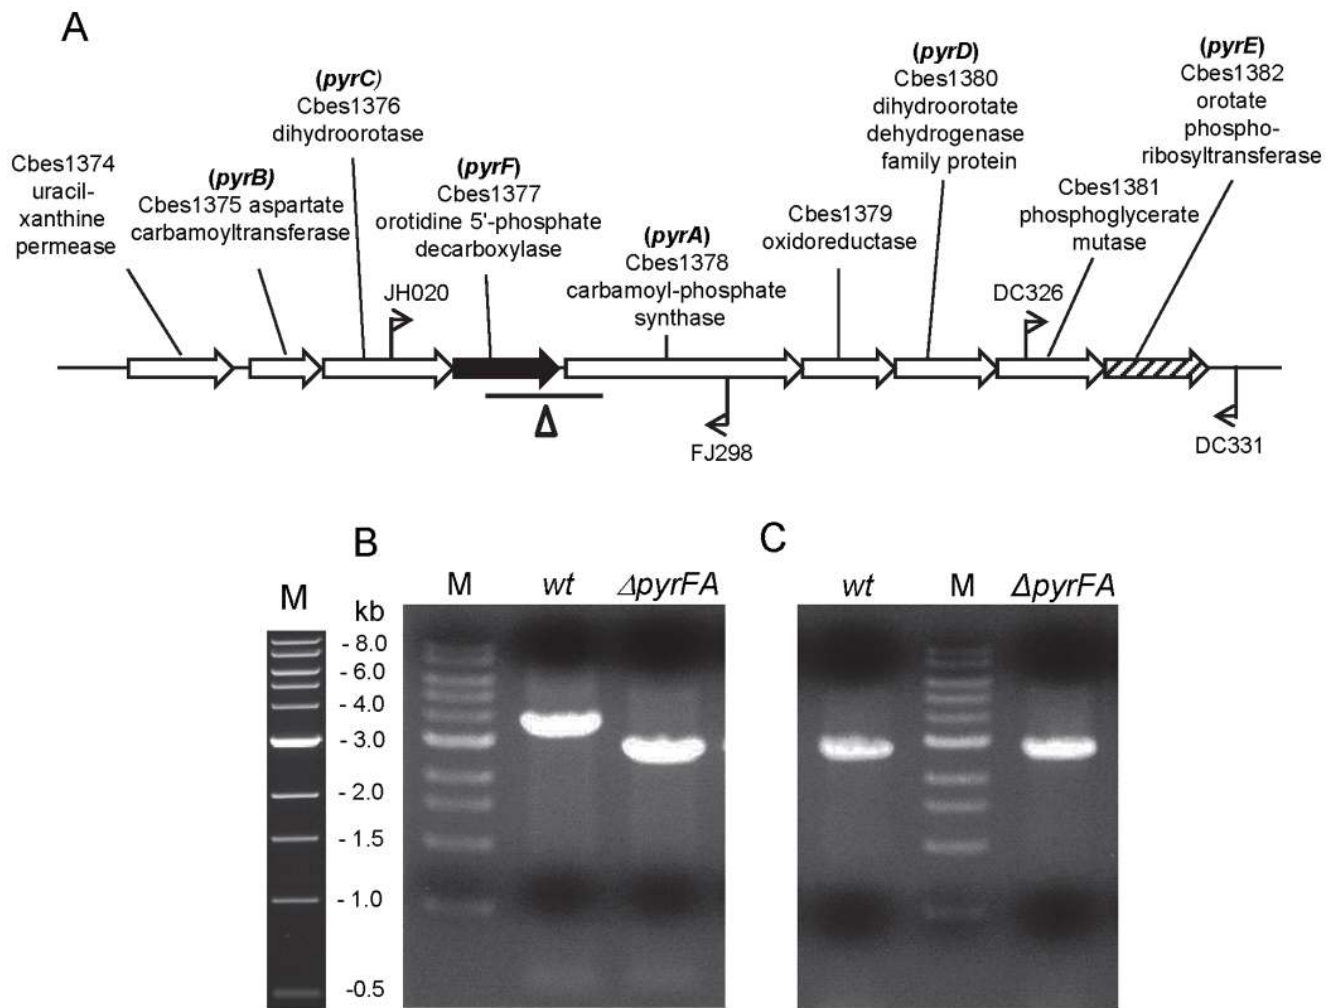 A
(pyrC)
Cbes1376
dihydroorotase
(pyrD)
Cbes1380
dihydroorotate
dehydrogenase
family protein
(pyrE)
Cbes1382
orotate
phospho-
ribosyltransferase
Cbes1374
uracil-
xanthine
permease
(pyrB)
Cbes1375 aspartate
carbamoyltransferase
(pyrF)
Cbes1377
orotidine 5'-phosphate
decarboxylase
(pyrA)
Cbes1378
carbamoyl-phosphate
synthase
Cbes1379
oxidoreductase
Cbes1381
phosphoglycerate
mutase
JH020
DC326
Δ
FJ298
DC331
B
C
M
kb
M
wt
ΔpyrFA
wt
M
ΔpyrFA
- 8.0
- 6.0
- 4.0
- 3.0
- 2.0
- 1.5
- 1.0
-0.5